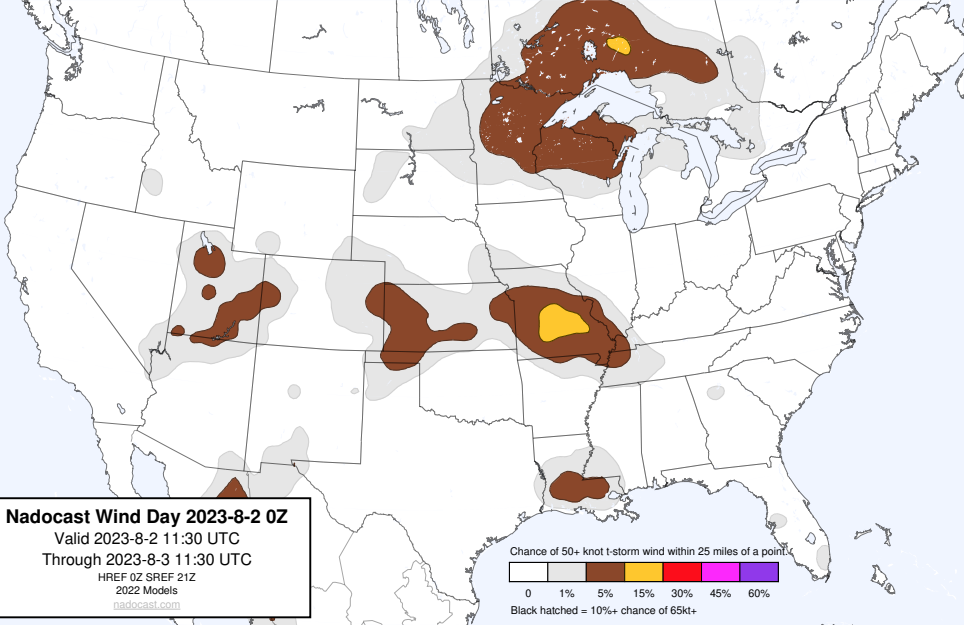 Nadocast Wind Day 2023-8-2 0Z
Valid 2023-8-2 11:30 UTC
Through 2023-8-3 11:30 UTC
HREF 0Z SREF 21Z
2022 Models
nadocast.com
Chance of 50+ knot t-storm wind within 25 miles of a point.
0 1% 5% 15% 30% 45% 60%
Black hatched = 10%+ chance of 65kt+